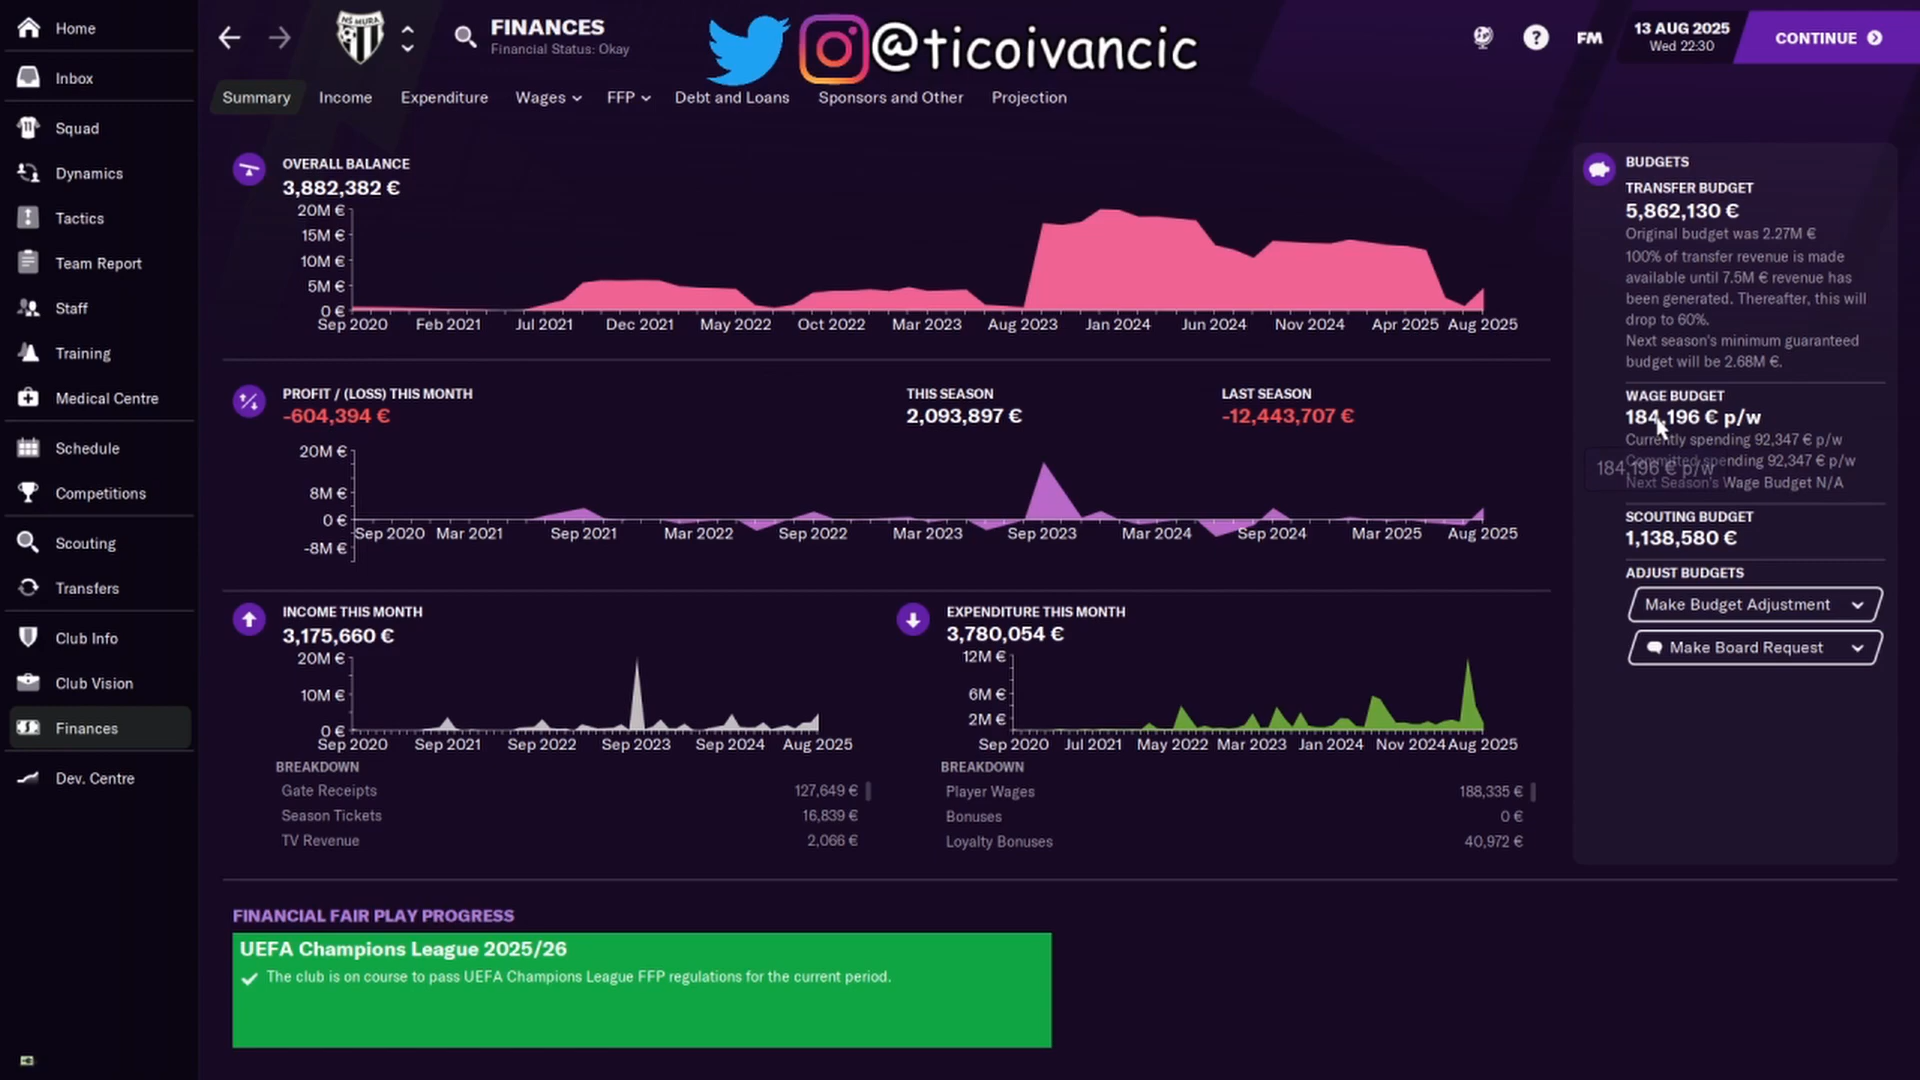 Home
Inbox
Squad
Dynamics
Tactics
Team Report
Staff
Training
Medical Centre
Schedule
Competitions
Scouting
Transfers
Club Info
Club Vision
Finances
Dev. Centre
NŠ MURA
FINANCES
Financial Status: Okay
@ticoivancic
?
FM
13 AUG 2025
Wed 22:30
CONTINUE
Summary
Income
Expenditure
Wages
FFP
Debt and Loans
Sponsors and Other
Projection
OVERALL BALANCE
3,882,382 €
20M €
15M €
10M €
5M €
0 €
Sep 2020 Feb 2021 Jul 2021 Dec 2021 May 2022 Oct 2022 Mar 2023 Aug 2023 Jan 2024 Jun 2024 Nov 2024 Apr 2025 Aug 2025
PROFIT / (LOSS) THIS MONTH
-604,394 €
THIS SEASON
2,093,897 €
LAST SEASON
-12,443,707 €
20M €
8M €
0 €
-8M €
Sep 2020 Mar 2021 Sep 2021 Mar 2022 Sep 2022 Mar 2023 Sep 2023 Mar 2024 Sep 2024 Mar 2025 Aug 2025
INCOME THIS MONTH
3,175,660 €
20M €
10M €
0 €
Sep 2020 Sep 2021 Sep 2022 Sep 2023 Sep 2024 Aug 2025
BREAKDOWN
Gate Receipts 127,649 €
Season Tickets 16,839 €
TV Revenue 2,066 €
EXPENDITURE THIS MONTH
3,780,054 €
12M €
6M €
2M €
Sep 2020 Jul 2021 May 2022 Mar 2023 Jan 2024 Nov 2024 Aug 2025
BREAKDOWN
Player Wages 188,335 €
Bonuses 0 €
Loyalty Bonuses 40,972 €
FINANCIAL FAIR PLAY PROGRESS
UEFA Champions League 2025/26
The club is on course to pass UEFA Champions League FFP regulations for the current period.
BUDGETS
TRANSFER BUDGET
5,862,130 €
Original budget was 2.27M €
100% of transfer revenue is made
available until 7.5M € revenue has
been generated. Thereafter, this will
drop to 60%.
Next season's minimum guaranteed
budget will be 2.68M €.
WAGE BUDGET
184,196 € p/w
Currently spending 92,347 € p/w
Committed spending 92,347 € p/w
184,196 € p/w
Next Season's Wage Budget N/A
SCOUTING BUDGET
1,138,580 €
ADJUST BUDGETS
Make Budget Adjustment
Make Board Request